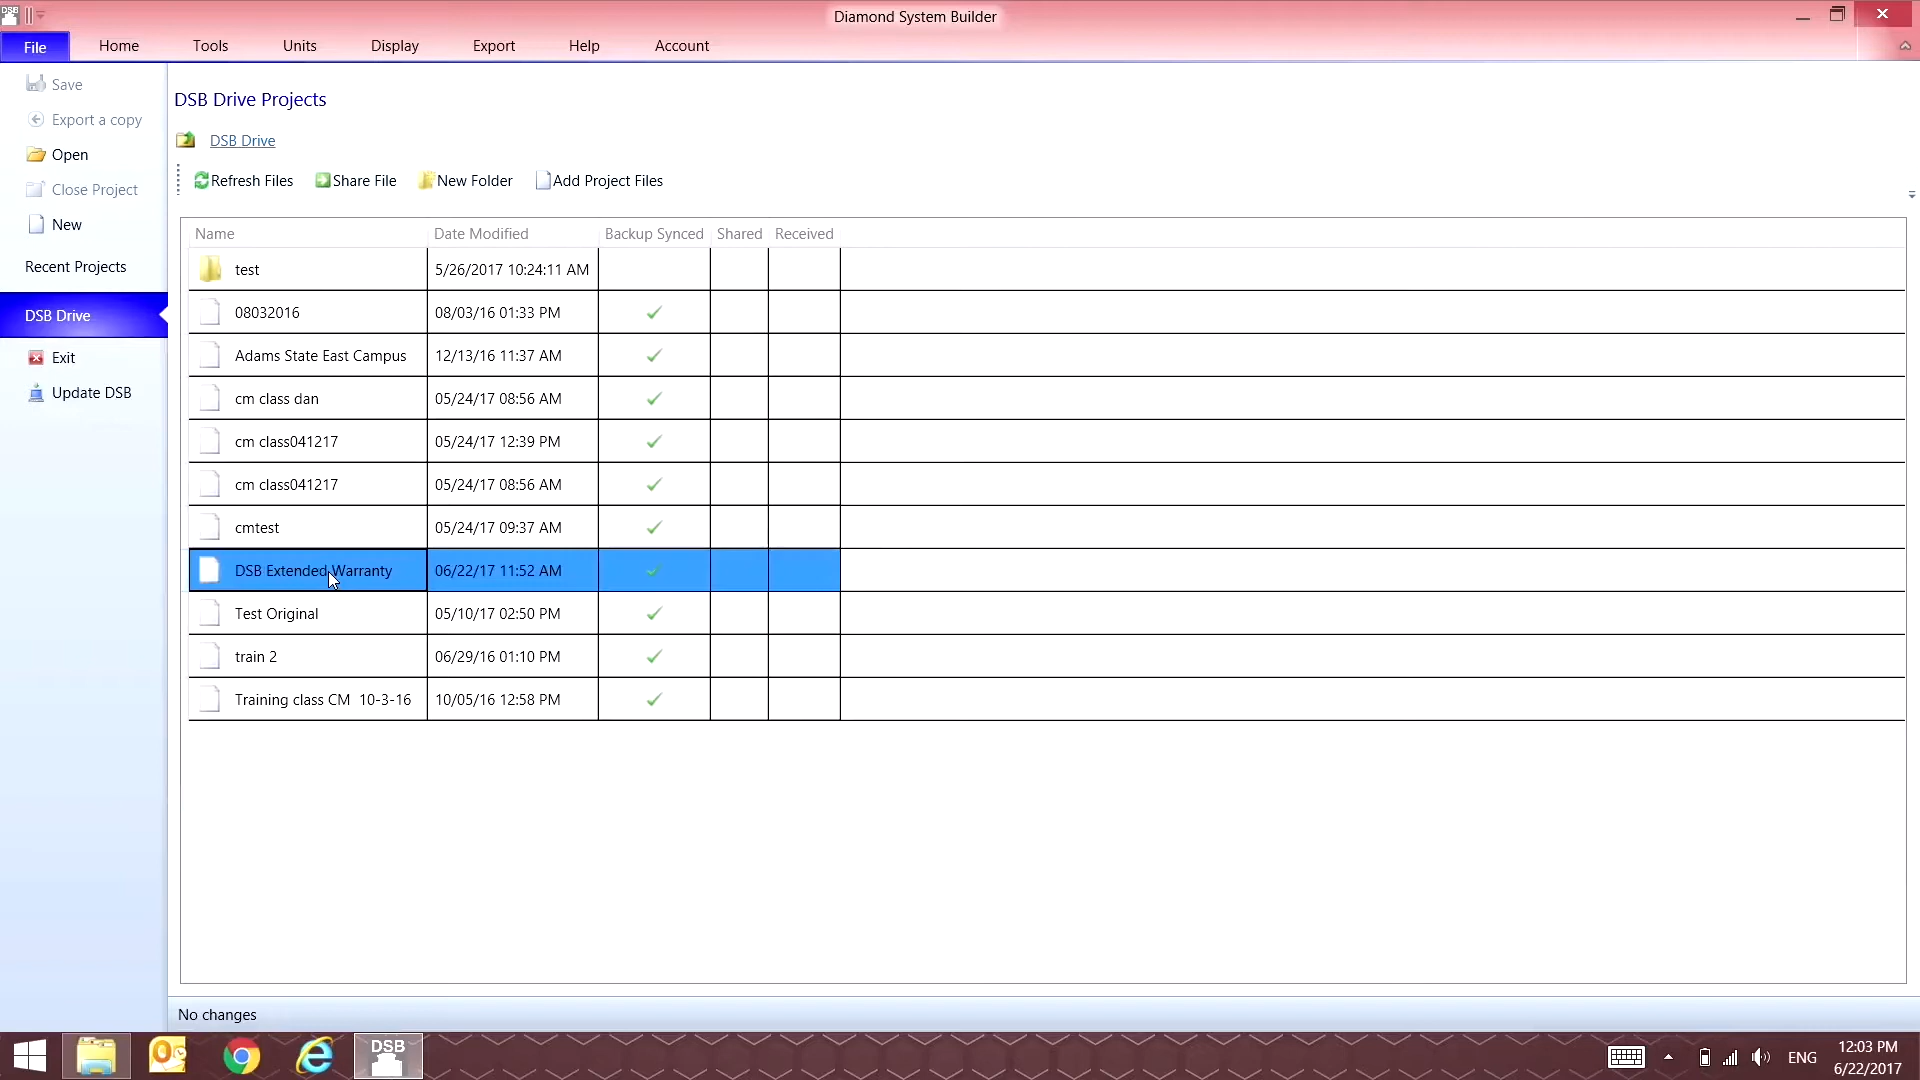 DSB
Diamond System Builder
File Home Tools Units Display Export Help Account
Save
Export a copy
Open
Close Project
New
Recent Projects
DSB Drive
Exit
Update DSB
DSB Drive Projects
DSB Drive
Refresh Files Share File New Folder Add Project Files
Name Date Modified Backup Synced Shared Received
test 5/26/2017 10:24:11 AM
08032016 08/03/16 01:33 PM
Adams State East Campus 12/13/16 11:37 AM
cm class dan 05/24/17 08:56 AM
cm class041217 05/24/17 12:39 PM
cm class041217 05/24/17 08:56 AM
cmtest 05/24/17 09:37 AM
DSB Extended Warranty 06/22/17 11:52 AM
Test Original 05/10/17 02:50 PM
train 2 06/29/16 01:10 PM
Training class CM 10-3-16 10/05/16 12:58 PM
No changes
DSB
ENG
12:03 PM
6/22/2017